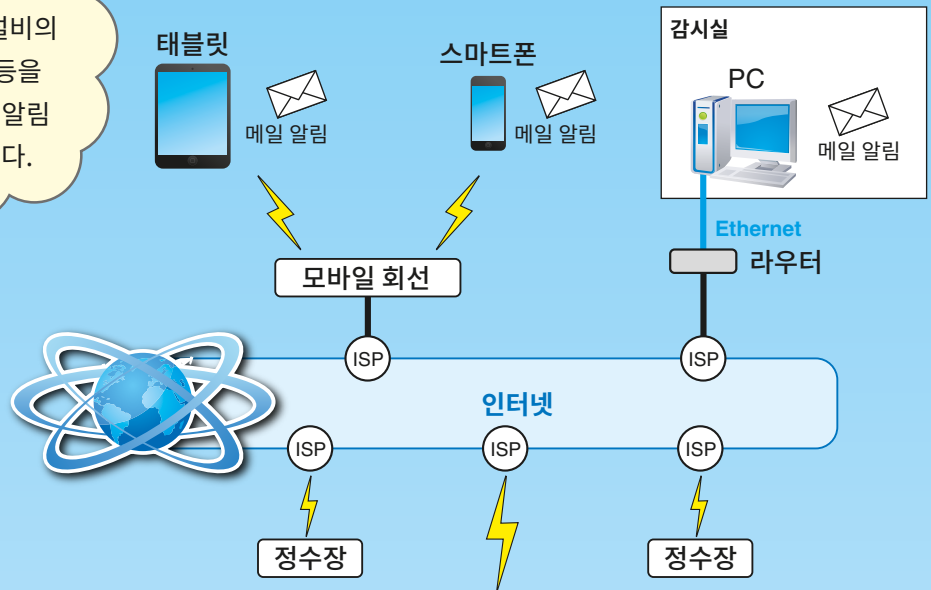 설비의
등을
알림
다.
태블릿
메일 알림
스마트폰
메일 알림
감시실
PC
메일 알림
Ethernet
라우터
모바일 회선
ISP
ISP
인터넷
ISP
ISP
ISP
정수장
정수장